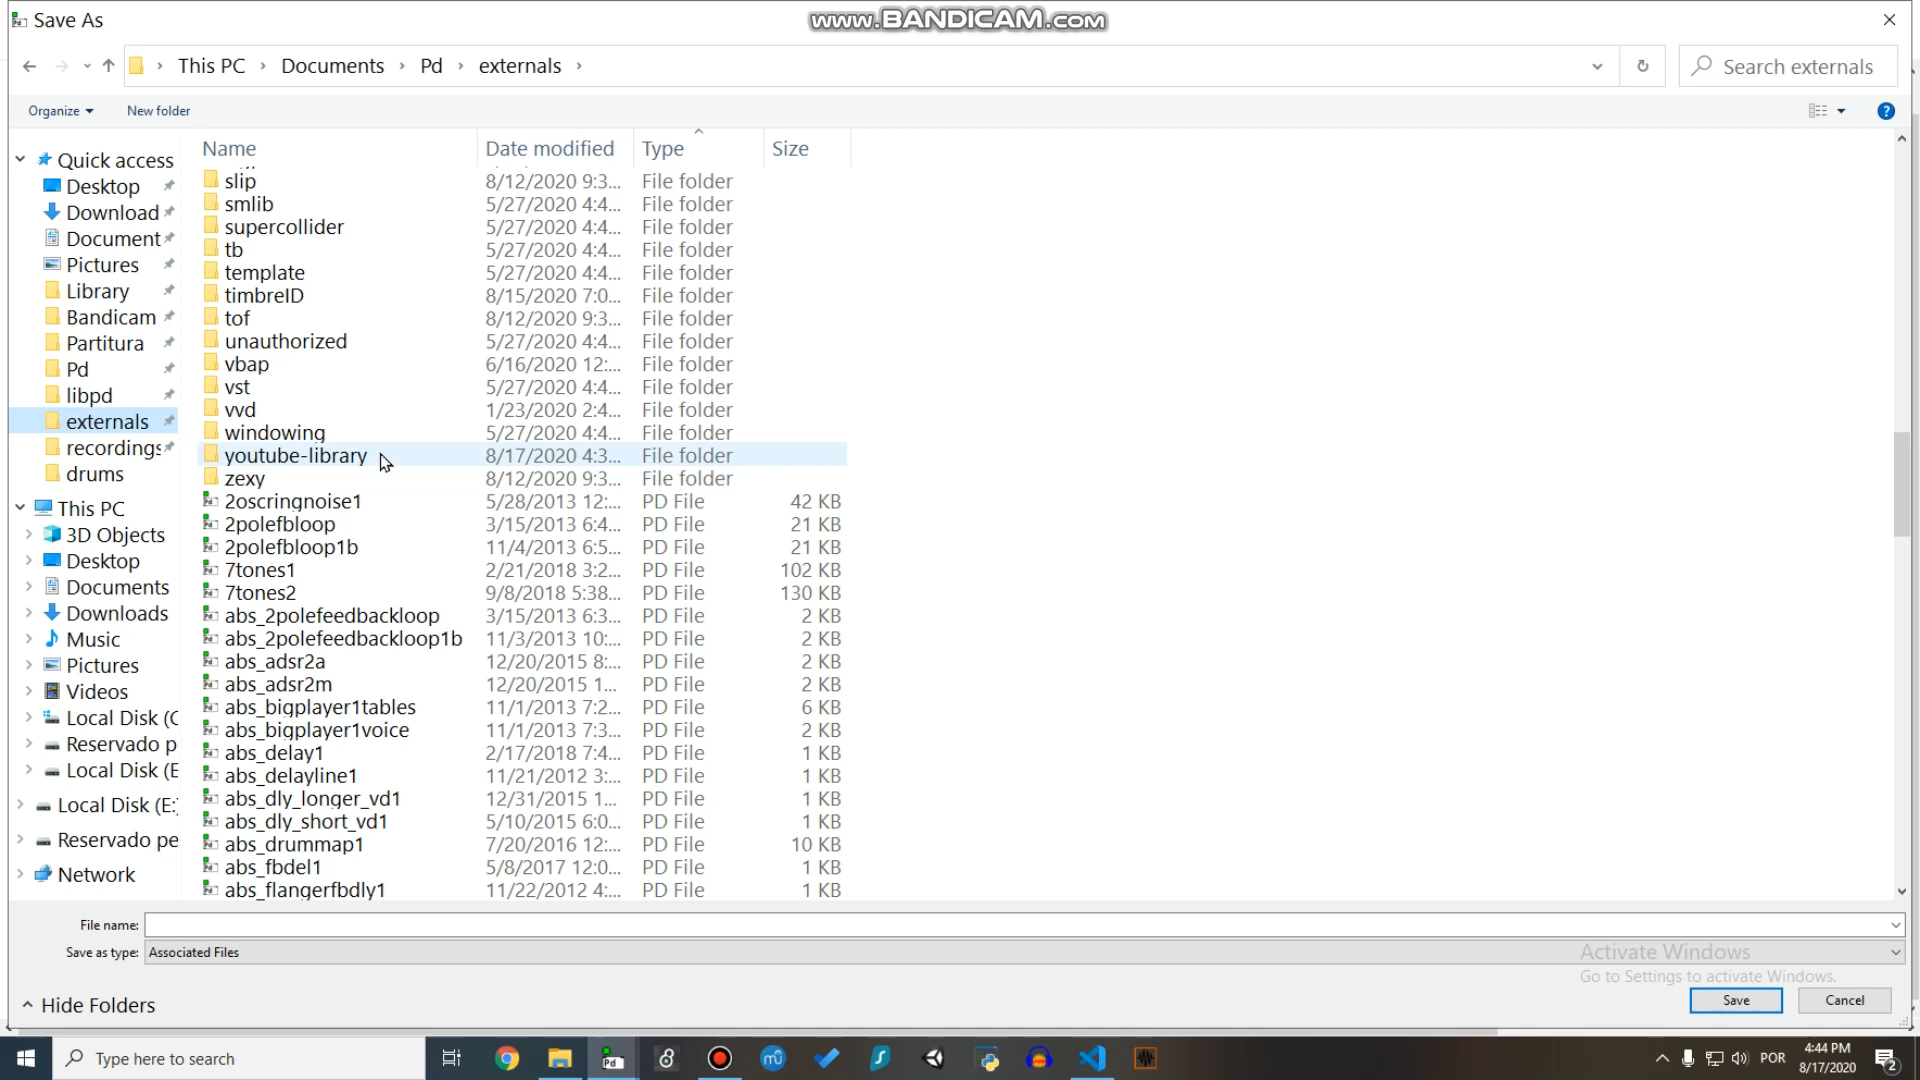 Save As
www.BANDICAM.com
This PC
Documents
Pd
externals
Search externals
Organize
New folder
Name Date modified Type Size
Quick access
Desktop
Download
Document
Pictures
Library
Bandicam
Partitura
Pd
libpd
externals
recordings
drums
This PC
3D Objects
Desktop
Documents
Downloads
Music
Pictures
Videos
Local Disk (C
Reservado p
Local Disk (E
Local Disk (E:)
Reservado pe
Network
slip 8/12/2020 9:3... File folder
smlib 5/27/2020 4:4... File folder
supercollider 5/27/2020 4:4... File folder
tb 5/27/2020 4:4... File folder
template 5/27/2020 4:4... File folder
timbreID 8/15/2020 7:0... File folder
tof 8/12/2020 9:3... File folder
unauthorized 5/27/2020 4:4... File folder
vbap 6/16/2020 12:... File folder
vst 5/27/2020 4:4... File folder
vvd 1/23/2020 2:4... File folder
windowing 5/27/2020 4:4... File folder
youtube-library 8/17/2020 4:3... File folder
zexy 8/12/2020 9:3... File folder
2oscringnoise1 5/28/2013 12:... PD File 42 KB
2polefbloop 3/15/2013 6:4... PD File 21 KB
2polefbloop1b 11/4/2013 6:5... PD File 21 KB
7tones1 2/21/2018 3:2... PD File 102 KB
7tones2 9/8/2018 5:38... PD File 130 KB
abs_2polefeedbackloop 3/15/2013 6:3... PD File 2 KB
abs_2polefeedbackloop1b 11/3/2013 10:... PD File 2 KB
abs_adsr2a 12/20/2015 8:... PD File 2 KB
abs_adsr2m 12/20/2015 1... PD File 2 KB
abs_bigplayer1tables 11/1/2013 7:2... PD File 6 KB
abs_bigplayer1voice 11/1/2013 7:3... PD File 2 KB
abs_delay1 2/17/2018 7:4... PD File 1 KB
abs_delayline1 11/21/2012 3:... PD File 1 KB
abs_dly_longer_vd1 12/31/2015 1... PD File 1 KB
abs_dly_short_vd1 5/10/2015 6:0... PD File 1 KB
abs_drummap1 7/20/2016 12:... PD File 10 KB
abs_fbdel1 5/8/2017 12:0... PD File 1 KB
abs_flangerfbdly1 11/22/2012 4:... PD File 1 KB
File name:
Save as type: Associated Files
Activate Windows
Go to Settings to activate Windows.
Hide Folders
Save
Cancel
Type here to search
POR
4:44 PM
8/17/2020
2